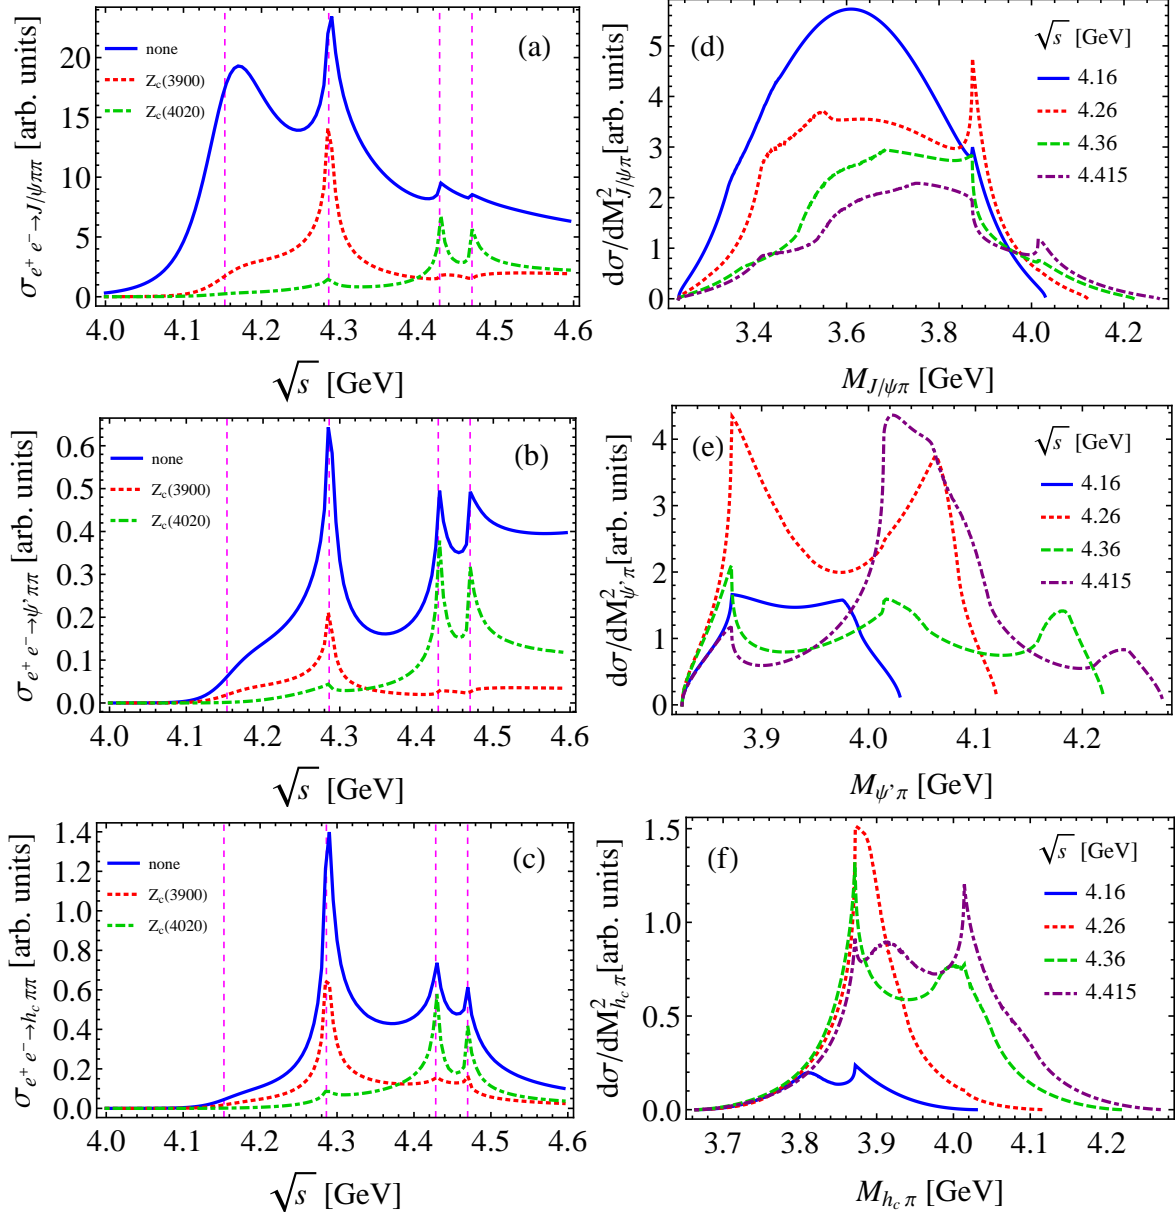 (a)
none
Z_c(3900)
Z_c(4020)
σ_{e^+ e^-→J/ψππ} [arb. units]
0 5 10 15 20
4.0 4.1 4.2 4.3 4.4 4.5 4.6
√s [GeV]
(d)
√s [GeV]
4.16
4.26
4.36
4.415
dσ/dM²_{J/ψπ}[arb. units]
0 1 2 3 4 5
3.4 3.6 3.8 4.0 4.2
M_{J/ψπ} [GeV]
(b)
none
Z_c(3900)
Z_c(4020)
σ_{e^+ e^-→ψ'ππ} [arb. units]
0.0 0.1 0.2 0.3 0.4 0.5 0.6
4.0 4.1 4.2 4.3 4.4 4.5 4.6
√s [GeV]
(e)
√s [GeV]
4.16
4.26
4.36
4.415
dσ/dM²_{ψ'π}[arb. units]
0 1 2 3 4
3.9 4.0 4.1 4.2
M_{ψ'π} [GeV]
(c)
none
Z_c(3900)
Z_c(4020)
σ_{e^+ e^-→h_c ππ} [arb. units]
0.0 0.2 0.4 0.6 0.8 1.0 1.2 1.4
4.0 4.1 4.2 4.3 4.4 4.5 4.6
√s [GeV]
(f)
√s [GeV]
4.16
4.26
4.36
4.415
dσ/dM²_{h_c π}[arb. units]
0.0 0.5 1.0 1.5
3.7 3.8 3.9 4.0 4.1 4.2
M_{h_c π} [GeV]